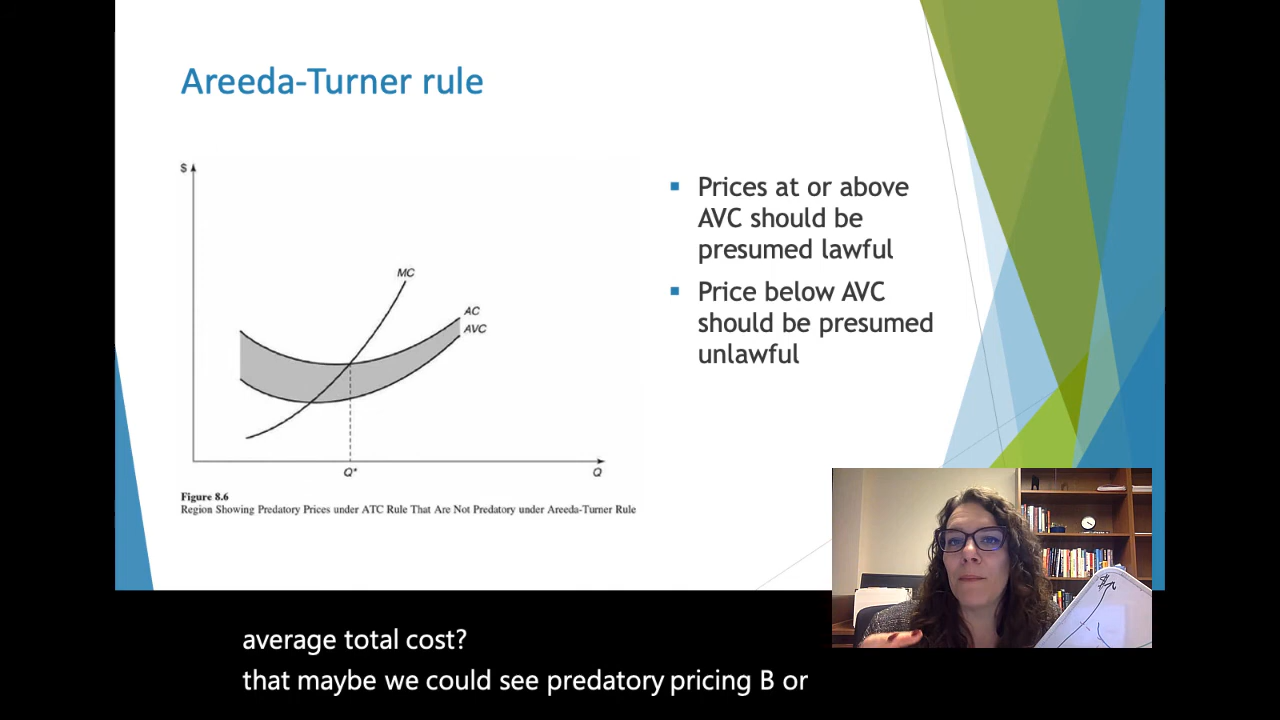 Areeda-Turner rule
$
MC
AC
AVC
Q*
Q
Figure 8.6
Region Showing Predatory Prices under ATC Rule That Are Not Predatory under Areeda-Turner Rule
Prices at or above
AVC should be
presumed lawful
Price below AVC
should be presumed
unlawful
$
average total cost?
that maybe we could see predatory pricing B or